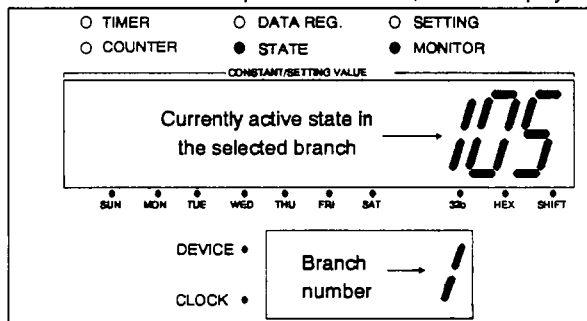 TIMER DATA REG. SETTING
COUNTER STATE MONITOR
CONSTANT/SETTING VALUE
Currently active state in
the selected branch
105
SUN MON TUE WED THU FRI SAT 32b HEX SHIFT
DEVICE
Branch
number
1
CLOCK